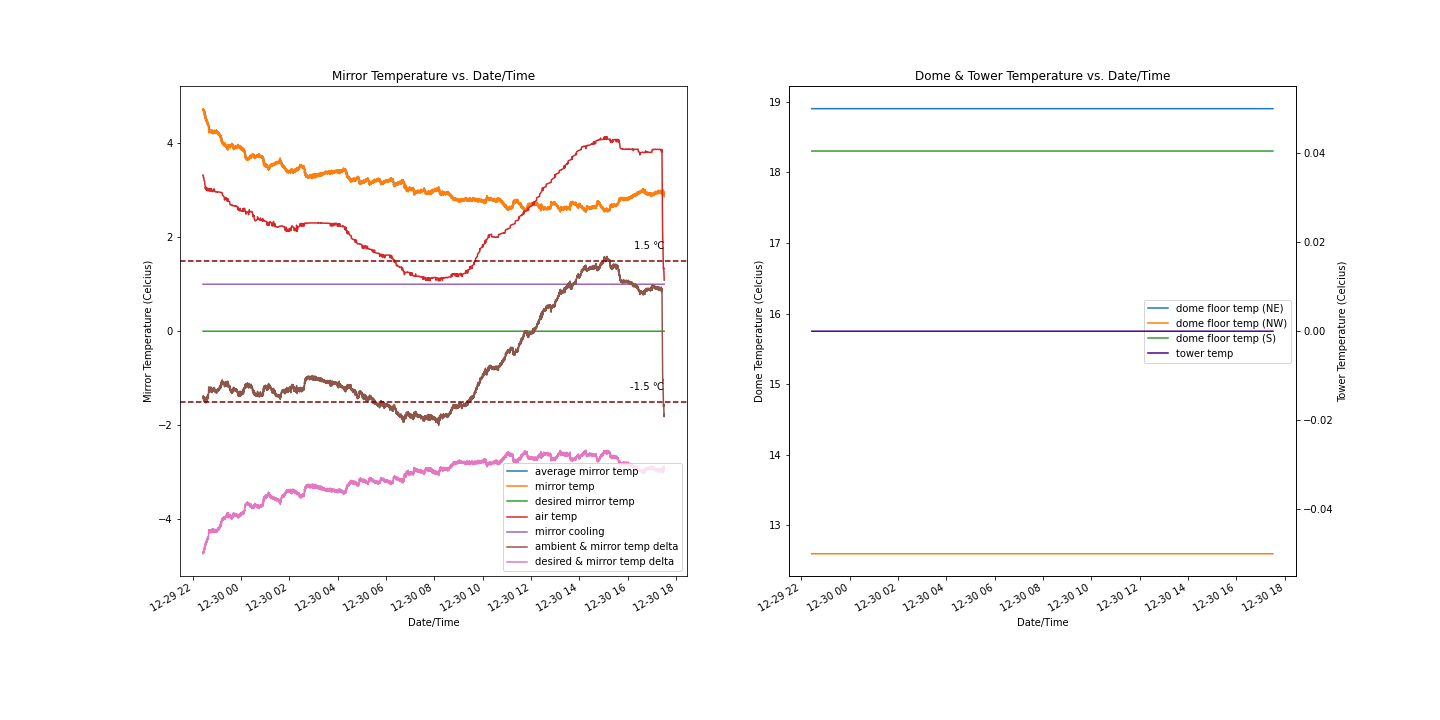 Mirror Temperature vs. Date/Time
Mirror Temperature (Celcius)
4
2
0
−2
−4
1.5 °C
-1.5 °C
average mirror temp
mirror temp
desired mirror temp
air temp
mirror cooling
ambient & mirror temp delta
desired & mirror temp delta
12-29 22
12-30 00
12-30 02
12-30 04
12-30 06
12-30 08
12-30 10
12-30 12
12-30 14
12-30 16
12-30 18
Date/Time
Dome & Tower Temperature vs. Date/Time
Dome Temperature (Celcius)
19
18
17
16
15
14
13
dome floor temp (NE)
dome floor temp (NW)
dome floor temp (S)
tower temp
0.04
0.02
0.00
−0.02
−0.04
Tower Temperature (Celcius)
12-29 22
12-30 00
12-30 02
12-30 04
12-30 06
12-30 08
12-30 10
12-30 12
12-30 14
12-30 16
12-30 18
Date/Time